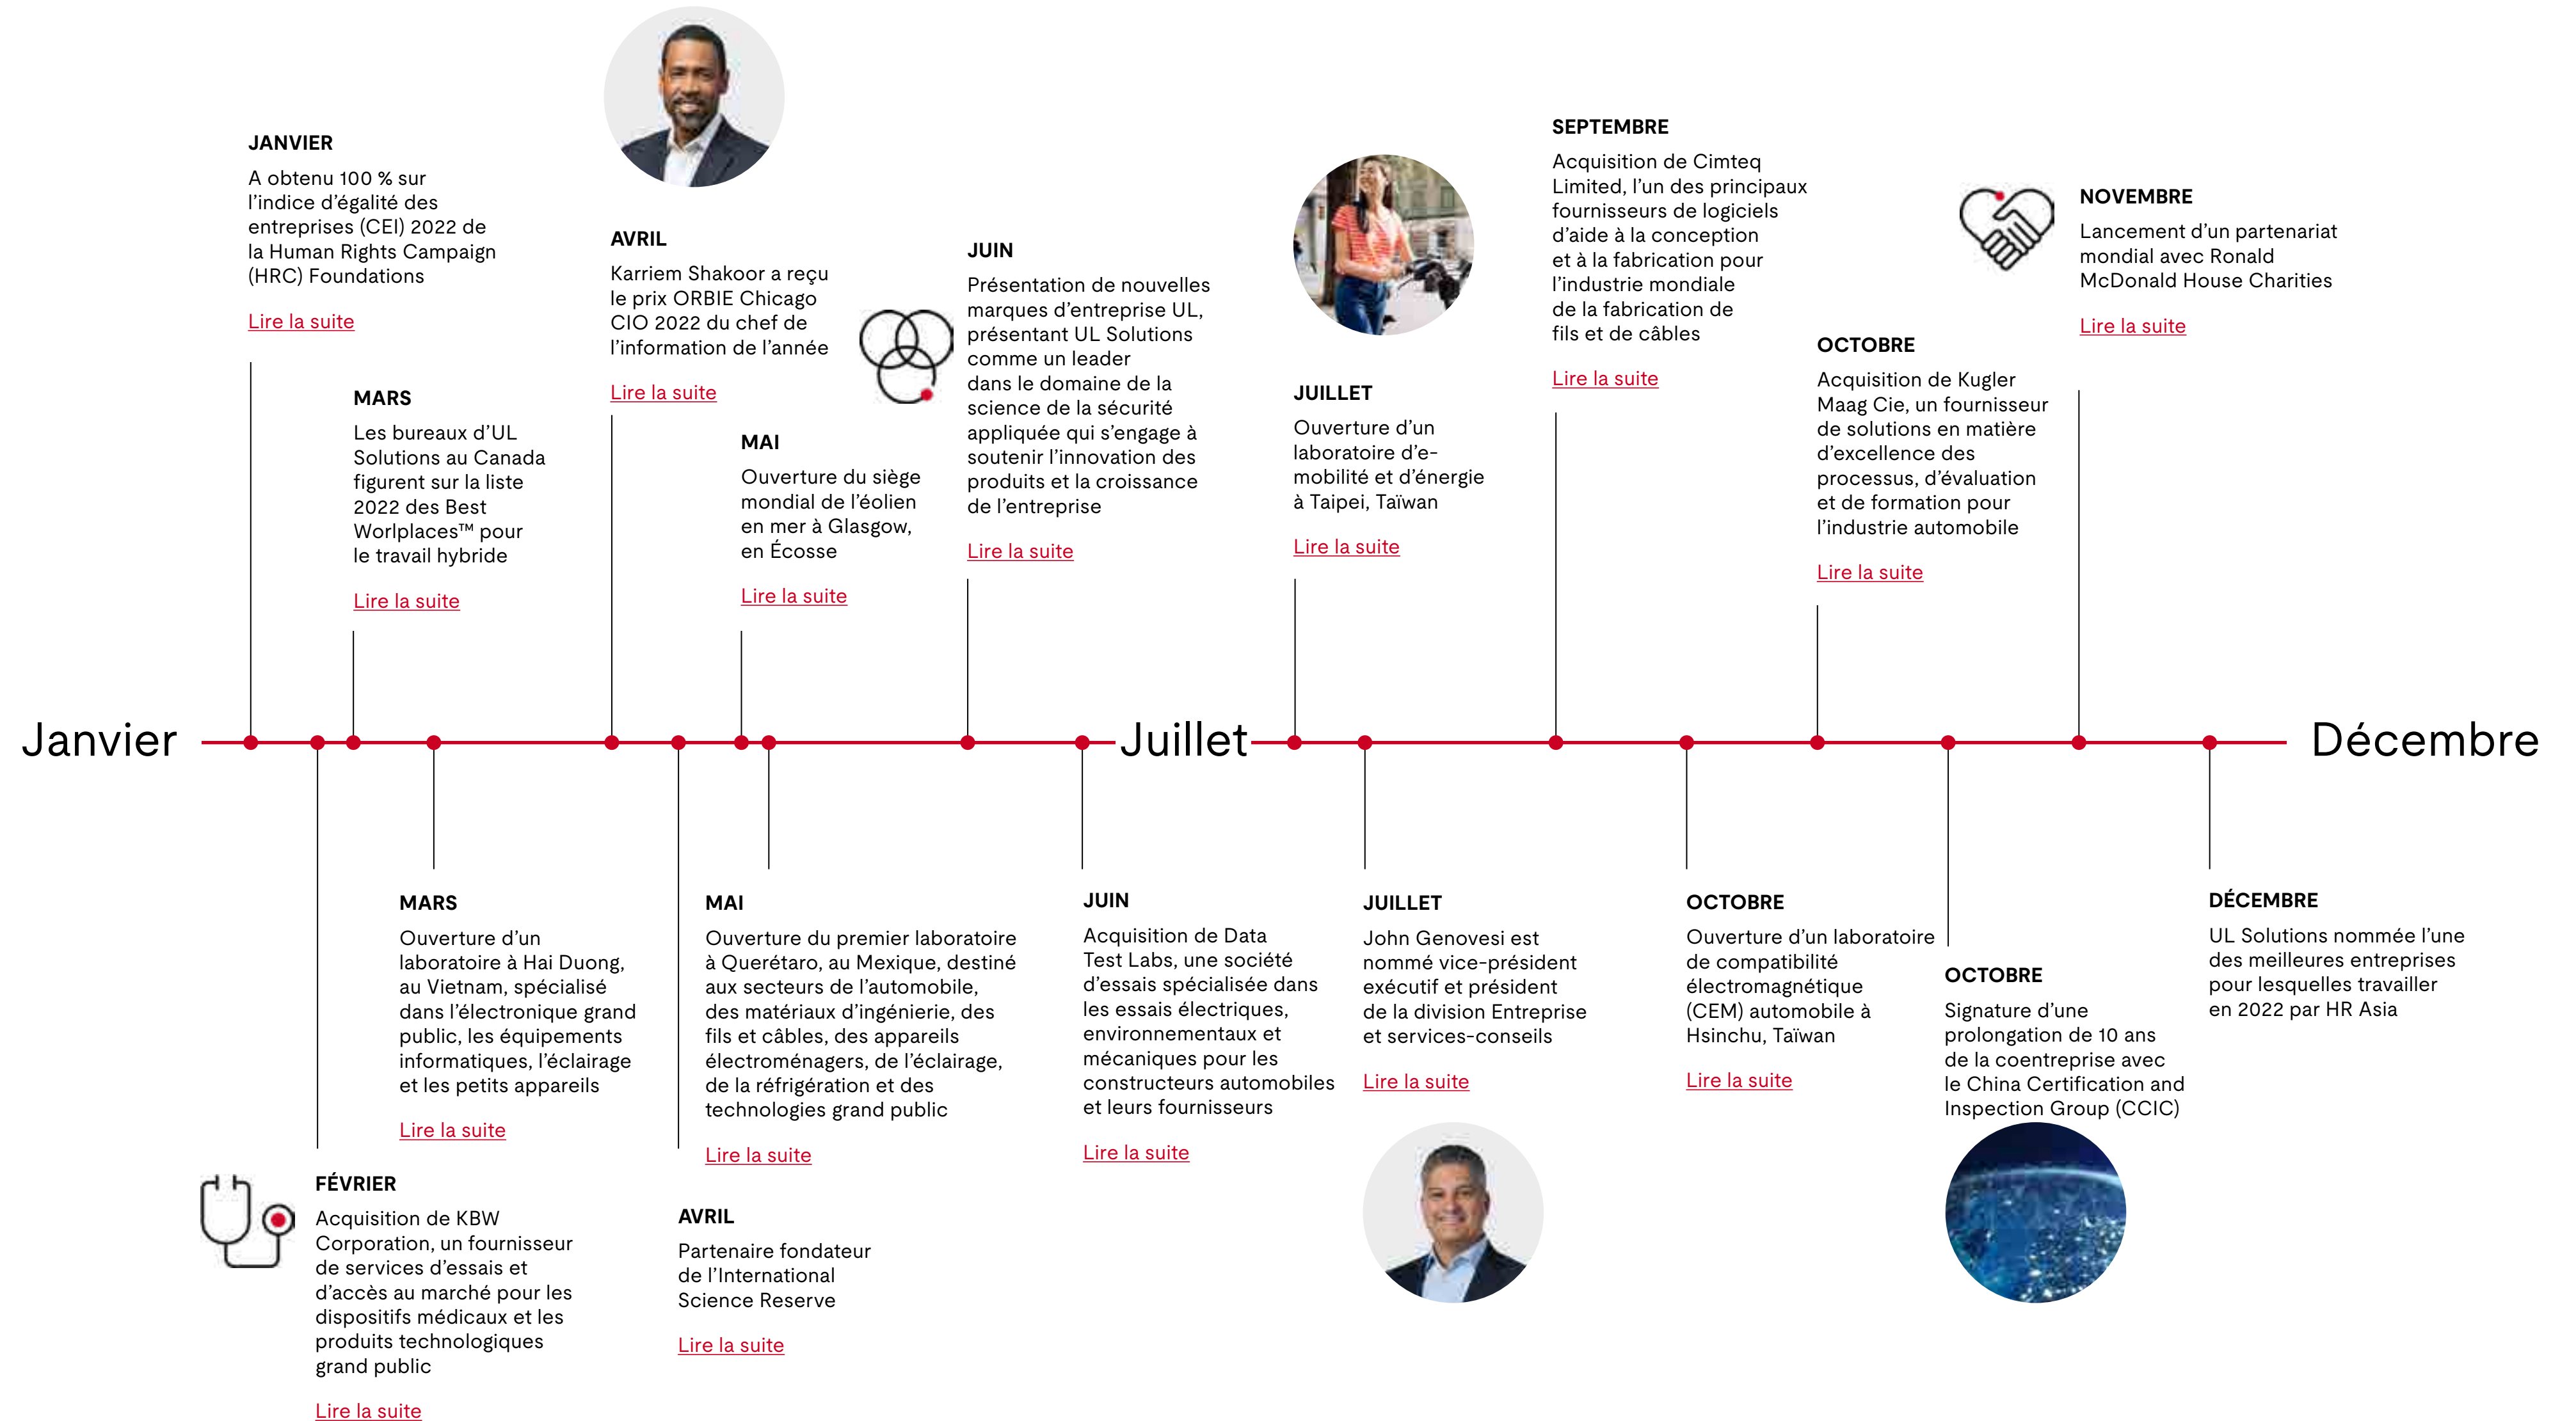 JANVIER
A obtenu 100 % sur
l’indice d’égalité des
entreprises (CEI) 2022 de
la Human Rights Campaign
(HRC) Foundations
Lire la suite
MARS
Les bureaux d’UL
Solutions au Canada
figurent sur la liste
2022 des Best
Worlplaces™ pour
le travail hybride
Lire la suite
AVRIL
Karriem Shakoor a reçu
le prix ORBIE Chicago
CIO 2022 du chef de
l’information de l’année
Lire la suite
MAI
Ouverture du siège
mondial de l’éolien
en mer à Glasgow,
en Écosse
Lire la suite
JUIN
Présentation de nouvelles
marques d’entreprise UL,
présentant UL Solutions
comme un leader
dans le domaine de la
science de la sécurité
appliquée qui s’engage à
soutenir l’innovation des
produits et la croissance
de l’entreprise
Lire la suite
JUILLET
Ouverture d’un
laboratoire d’e-
mobilité et d’énergie
à Taipei, Taïwan
Lire la suite
SEPTEMBRE
Acquisition de Cimteq
Limited, l’un des principaux
fournisseurs de logiciels
d’aide à la conception
et à la fabrication pour
l’industrie mondiale
de la fabrication de
fils et de câbles
Lire la suite
OCTOBRE
Acquisition de Kugler
Maag Cie, un fournisseur
de solutions en matière
d’excellence des
processus, d’évaluation
et de formation pour
l’industrie automobile
Lire la suite
NOVEMBRE
Lancement d’un partenariat
mondial avec Ronald
McDonald House Charities
Lire la suite
Janvier
Juillet
Décembre
FÉVRIER
Acquisition de KBW
Corporation, un fournisseur
de services d’essais et
d’accès au marché pour les
dispositifs médicaux et les
produits technologiques
grand public
Lire la suite
MARS
Ouverture d’un
laboratoire à Hai Duong,
au Vietnam, spécialisé
dans l’électronique grand
public, les équipements
informatiques, l’éclairage
et les petits appareils
Lire la suite
AVRIL
Partenaire fondateur
de l’International
Science Reserve
Lire la suite
MAI
Ouverture du premier laboratoire
à Querétaro, au Mexique, destiné
aux secteurs de l’automobile,
des matériaux d’ingénierie, des
fils et câbles, des appareils
électroménagers, de l’éclairage,
de la réfrigération et des
technologies grand public
Lire la suite
JUIN
Acquisition de Data
Test Labs, une société
d’essais spécialisée dans
les essais électriques,
environnementaux et
mécaniques pour les
constructeurs automobiles
et leurs fournisseurs
Lire la suite
JUILLET
John Genovesi est
nommé vice-président
exécutif et président
de la division Entreprise
et services-conseils
Lire la suite
OCTOBRE
Ouverture d’un laboratoire
de compatibilité
électromagnétique
(CEM) automobile à
Hsinchu, Taïwan
Lire la suite
OCTOBRE
Signature d’une
prolongation de 10 ans
de la coentreprise avec
le China Certification and
Inspection Group (CCIC)
DÉCEMBRE
UL Solutions nommée l’une
des meilleures entreprises
pour lesquelles travailler
en 2022 par HR Asia